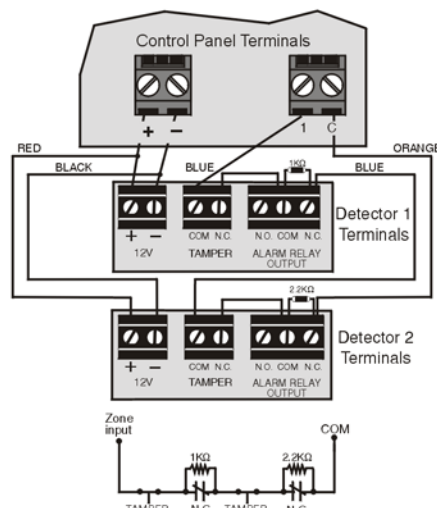 Control Panel Terminals
+ − 1 C
RED ORANGE
BLACK BLUE 1KΩ BLUE
Detector 1
Terminals
+ − COM N.C. N.O. COM N.C.
12V TAMPER ALARM RELAY
OUTPUT
2.2KΩ
Detector 2
Terminals
+ − COM N.C. N.O. COM N.C.
12V TAMPER ALARM RELAY
OUTPUT
Zone
input
COM
1KΩ 2.2KΩ
TAMPER N.C. TAMPER N.C.